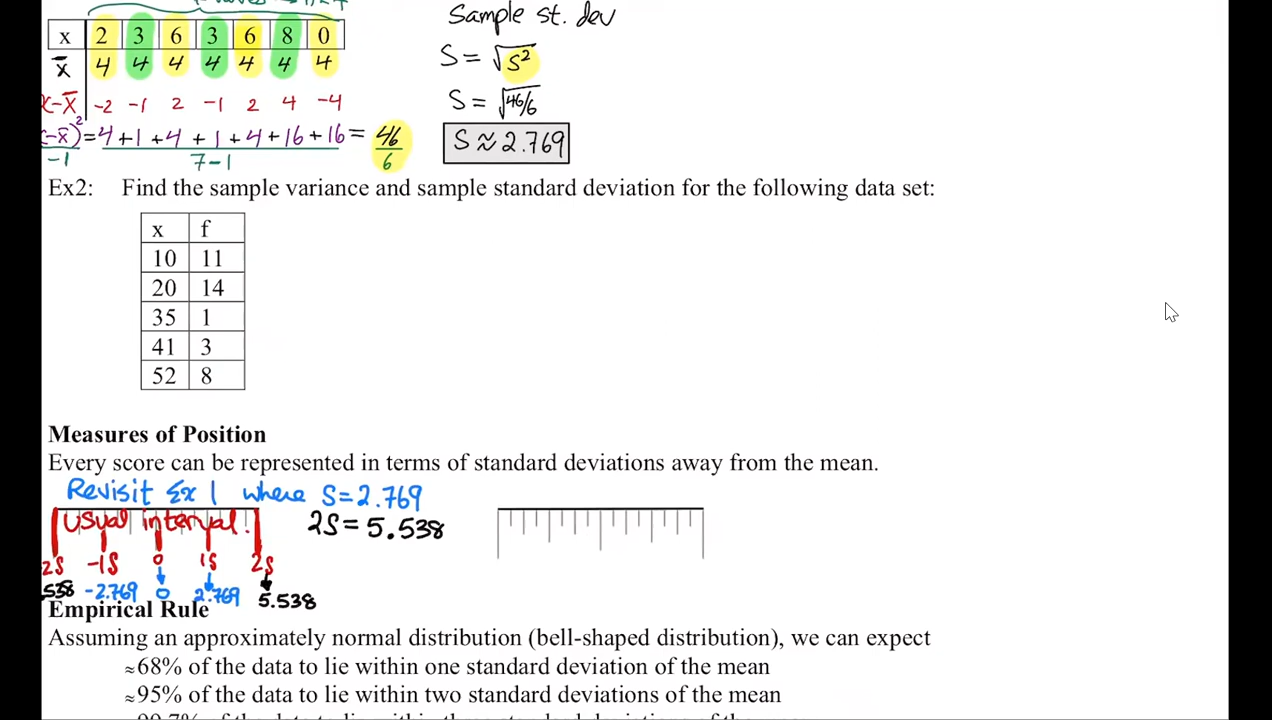 Sample st. dev
x 2 3 6 3 6 8 0
x̄ 4 4 4 4 4 4 4
S = √S²
x-x̄ -2 -1 2 -1 2 4 -4
S = √46/6
(x-x̄)² = 4+1+4+1+4+16+16 = 46
-1 7-1 6
S ≈ 2.769
Ex2: Find the sample variance and sample standard deviation for the following data set:
x f
10 11
20 14
35 1
41 3
52 8
Measures of Position
Every score can be represented in terms of standard deviations away from the mean.
Revisit Ex 1 where S=2.769
usual interval!
2S = 5.538
2S -1S 0 1S 2S
.538 -2.769 0 2.769 5.538
Empirical Rule
Assuming an approximately normal distribution (bell-shaped distribution), we can expect
≈68% of the data to lie within one standard deviation of the mean
≈95% of the data to lie within two standard deviations of the mean